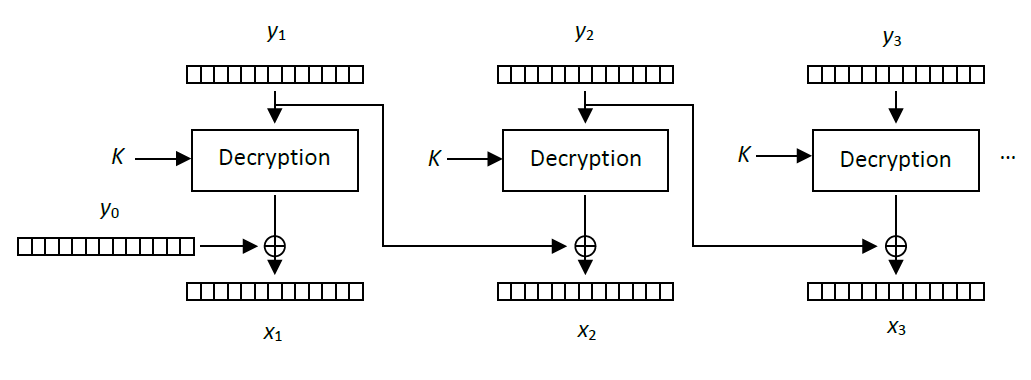 y₁ y₂ y₃
K Decryption K Decryption K Decryption ...
y₀
x₁ x₂ x₃